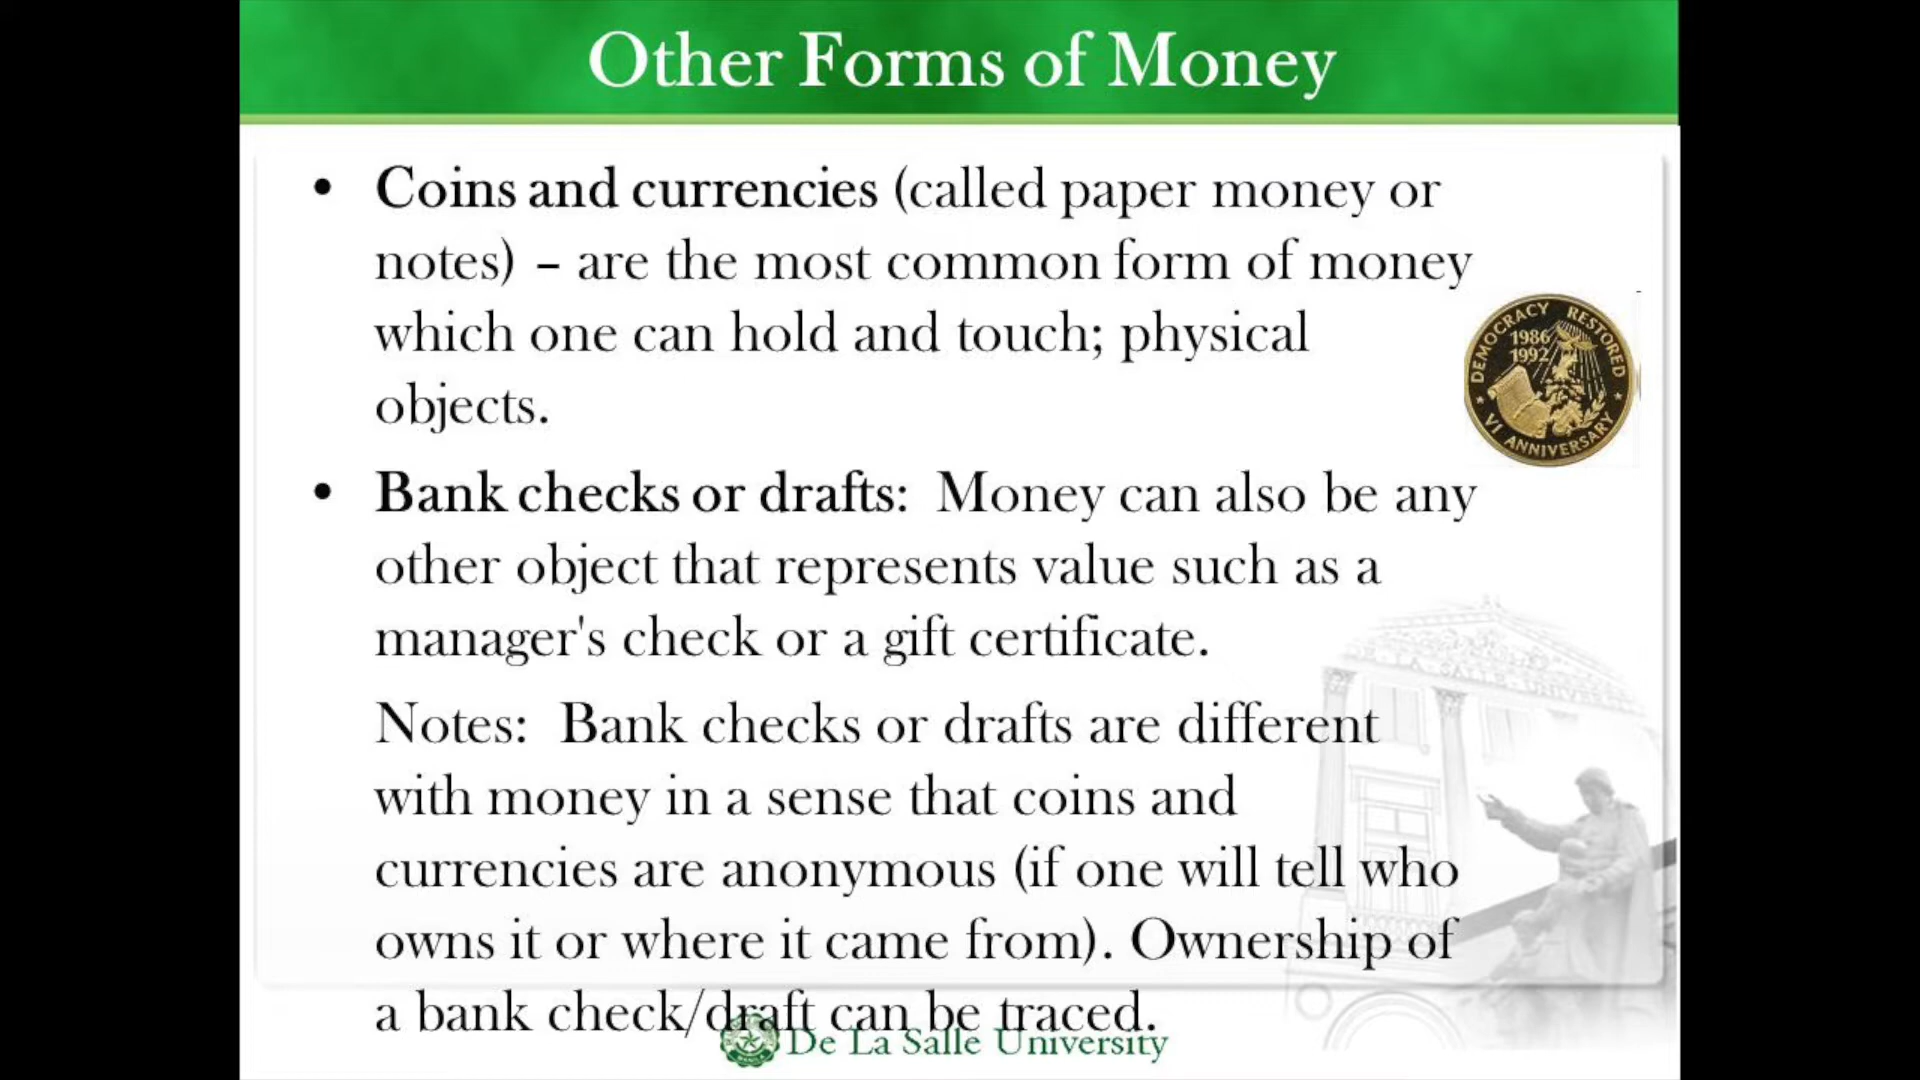 Other Forms of Money
• Coins and currencies (called paper money or
notes) – are the most common form of money
which one can hold and touch; physical
objects.
DEMOCRACY RESTORED
1986
1992
VI ANNIVERSARY
• Bank checks or drafts: Money can also be any
other object that represents value such as a
manager's check or a gift certificate.
Notes: Bank checks or drafts are different
with money in a sense that coins and
currencies are anonymous (if one will tell who
owns it or where it came from). Ownership of
a bank check/draft can be traced.
DE LA SALLE UNIVERSITY
De La Salle University